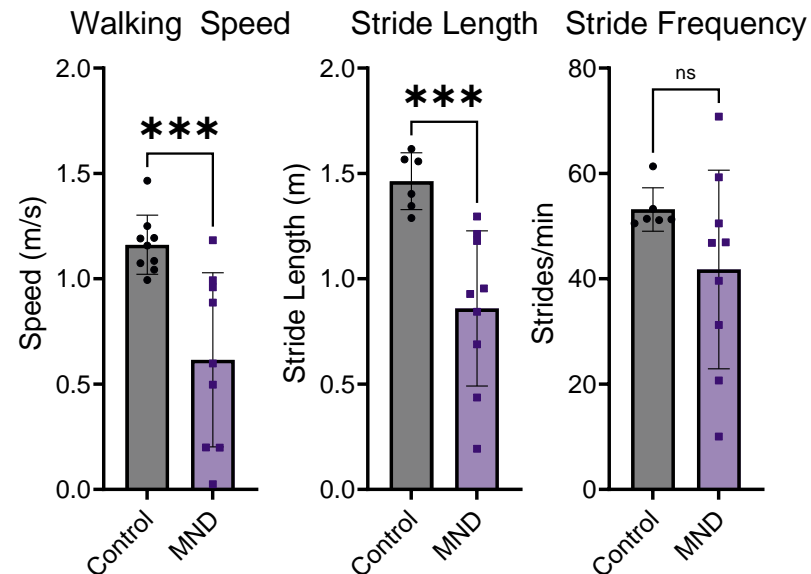 Walking Speed
Speed (m/s)
2.0
1.5
1.0
0.5
0.0
***
Control
MND
Stride Length
Stride Length (m)
2.0
1.5
1.0
0.5
0.0
***
Control
MND
Stride Frequency
Strides/min
80
60
40
20
0
ns
Control
MND